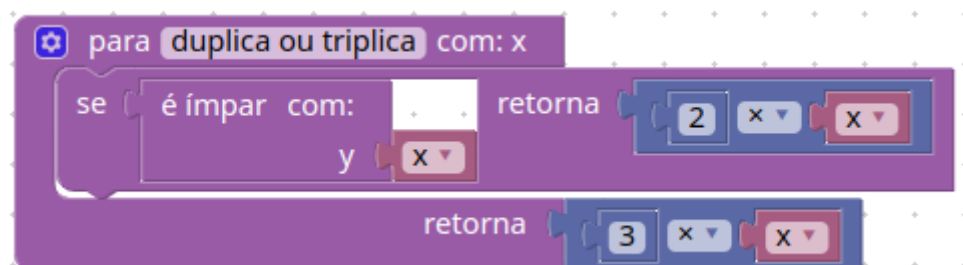 para duplica ou triplica com: x
se é ímpar com: retorna 2 × x
y x
retorna 3 × x